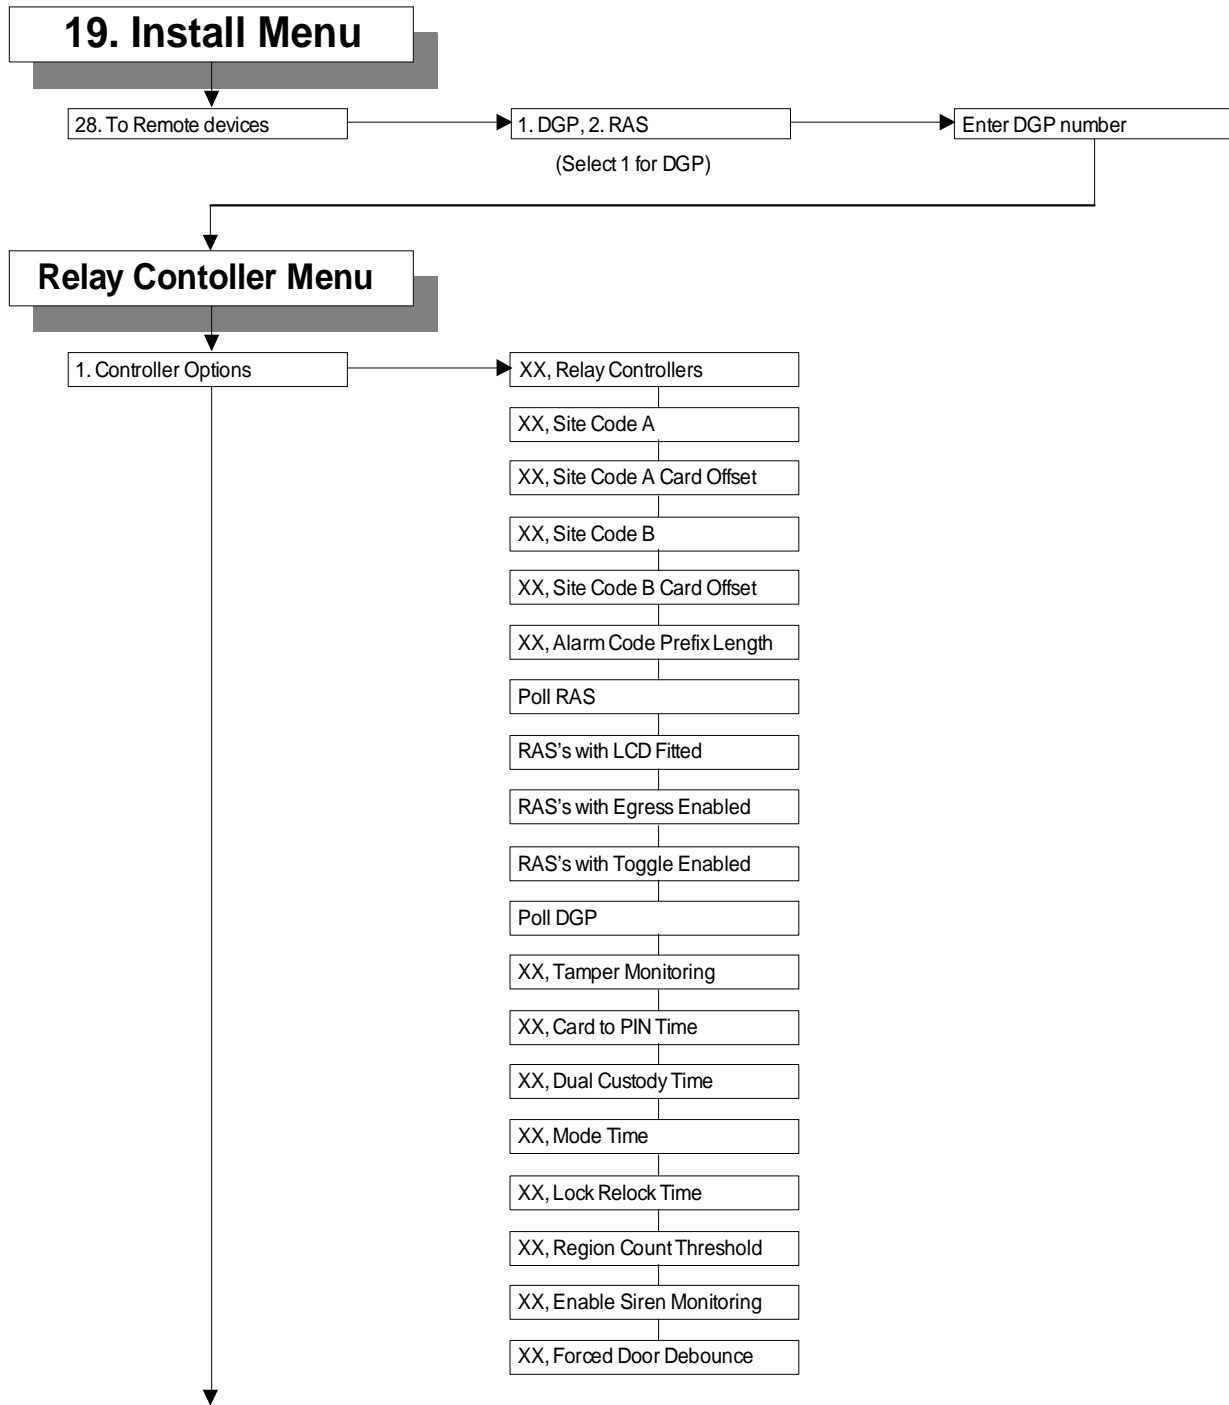 19. Install Menu
28. To Remote devices
1. DGP, 2. RAS
Enter DGP number
(Select 1 for DGP)
Relay Contoller Menu
1. Controller Options
XX, Relay Controllers
XX, Site Code A
XX, Site Code A Card Offset
XX, Site Code B
XX, Site Code B Card Offset
XX, Alarm Code Prefix Length
Poll RAS
RAS's with LCD Fitted
RAS's with Egress Enabled
RAS's with Toggle Enabled
Poll DGP
XX, Tamper Monitoring
XX, Card to PIN Time
XX, Dual Custody Time
XX, Mode Time
XX, Lock Relock Time
XX, Region Count Threshold
XX, Enable Siren Monitoring
XX, Forced Door Debounce